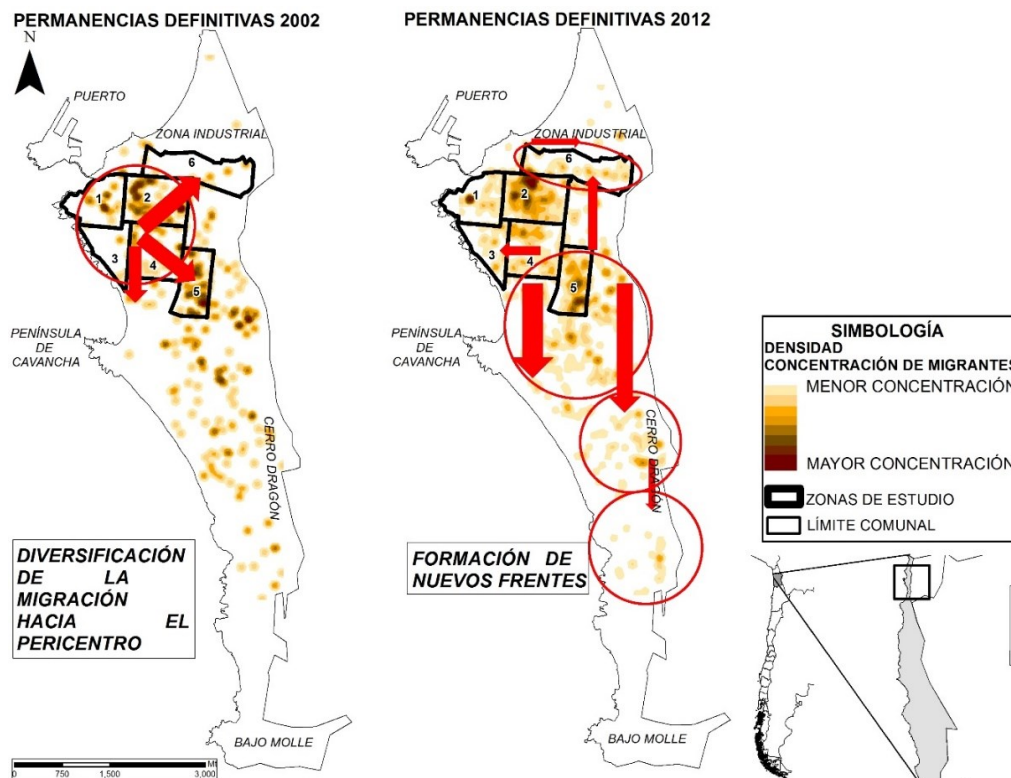 PERMANENCIAS DEFINITIVAS 2002
N
PUERTO
ZONA INDUSTRIAL
6
1
2
3
4
5
PENÍNSULA
DE
CAVANCHA
CERRO DRAGÓN
DIVERSIFICACIÓN
DE LA
MIGRACIÓN
HACIA EL
PERICENTRO
BAJO MOLLE
0 750 1,500 3,000 Mt
PERMANENCIAS DEFINITIVAS 2012
PUERTO
ZONA INDUSTRIAL
6
1
2
3
4
5
PENÍNSULA
DE
CAVANCHA
CERRO DRAGÓN
FORMACIÓN DE
NUEVOS FRENTES
BAJO MOLLE
SIMBOLOGÍA
DENSIDAD
CONCENTRACIÓN DE MIGRANTES
MENOR CONCENTRACIÓN
MAYOR CONCENTRACIÓN
ZONAS DE ESTUDIO
LÍMITE COMUNAL